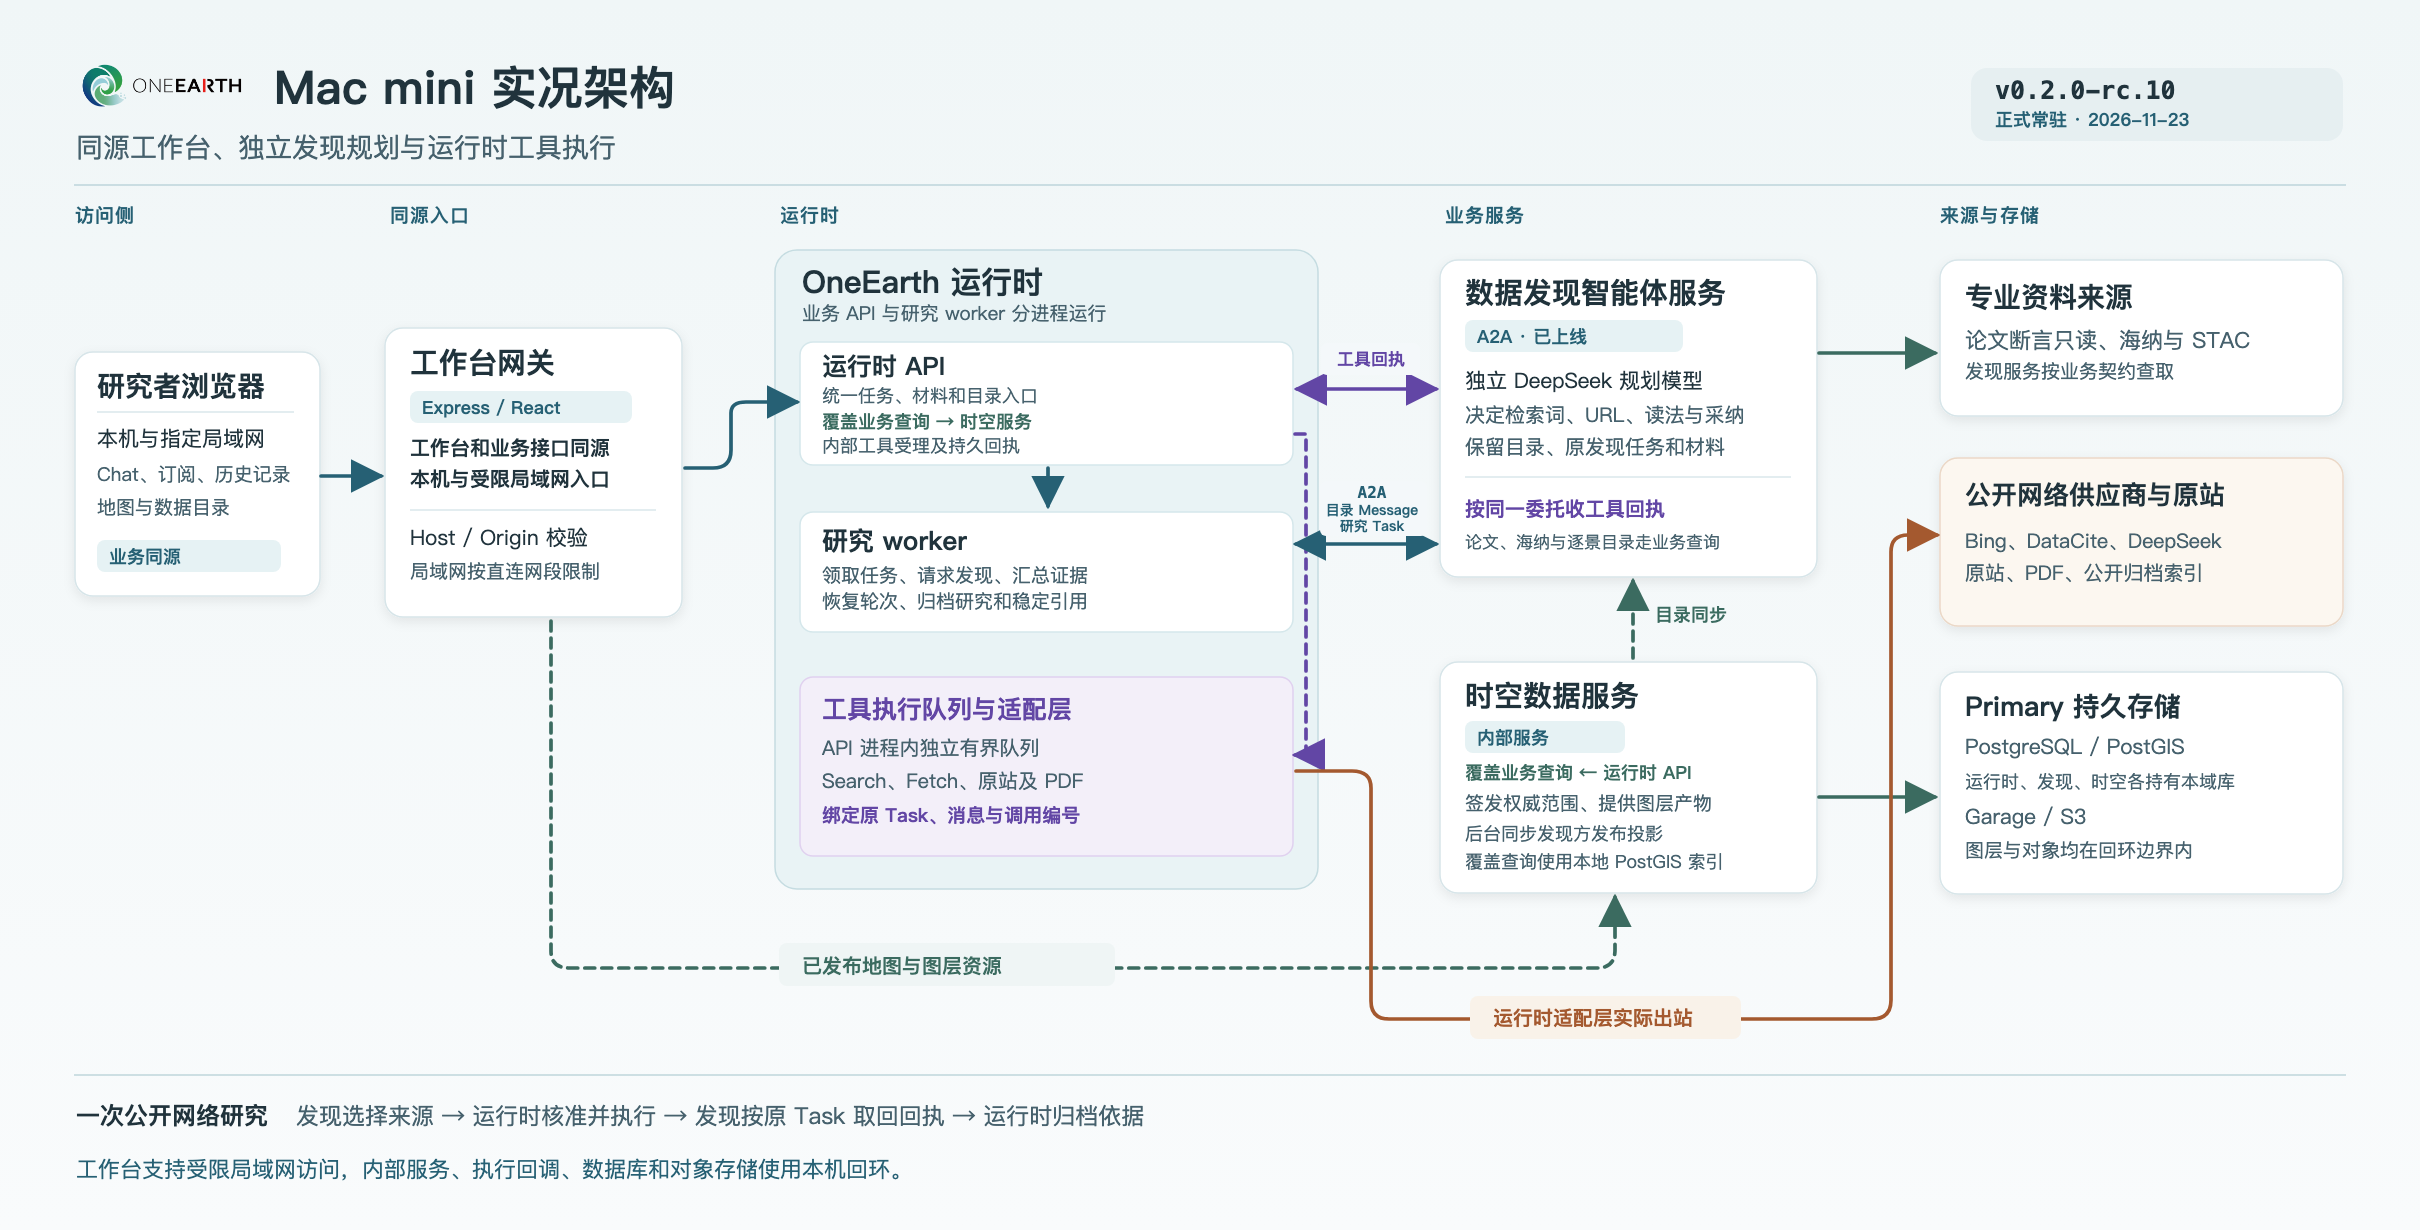 ONEEARTH
Mac mini 实况架构
同源工作台、独立发现规划与运行时工具执行
v0.2.0-rc.10
正式常驻 · 2026-11-23
访问侧
同源入口
运行时
业务服务
来源与存储
研究者浏览器
本机与指定局域网
Chat、订阅、历史记录
地图与数据目录
业务同源
工作台网关
Express / React
工作台和业务接口同源
本机与受限局域网入口
Host / Origin 校验
局域网按直连网段限制
OneEarth 运行时
业务 API 与研究 worker 分进程运行
运行时 API
统一任务、材料和目录入口
覆盖业务查询 → 时空服务
内部工具受理及持久回执
研究 worker
领取任务、请求发现、汇总证据
恢复轮次、归档研究和稳定引用
工具执行队列与适配层
API 进程内独立有界队列
Search、Fetch、原站及 PDF
绑定原 Task、消息与调用编号
工具回执
A2A
目录 Message
研究 Task
数据发现智能体服务
A2A · 已上线
独立 DeepSeek 规划模型
决定检索词、URL、读法与采纳
保留目录、原发现任务和材料
按同一委托收工具回执
论文、海纳与逐景目录走业务查询
目录同步
时空数据服务
内部服务
覆盖业务查询 ← 运行时 API
签发权威范围、提供图层产物
后台同步发现方发布投影
覆盖查询使用本地 PostGIS 索引
专业资料来源
论文断言只读、海纳与 STAC
发现服务按业务契约查取
公开网络供应商与原站
Bing、DataCite、DeepSeek
原站、PDF、公开归档索引
Primary 持久存储
PostgreSQL / PostGIS
运行时、发现、时空各持有本域库
Garage / S3
图层与对象均在回环边界内
已发布地图与图层资源
运行时适配层实际出站
一次公开网络研究 发现选择来源 → 运行时核准并执行 → 发现按原 Task 取回回执 → 运行时归档依据
工作台支持受限局域网访问，内部服务、执行回调、数据库和对象存储使用本机回环。